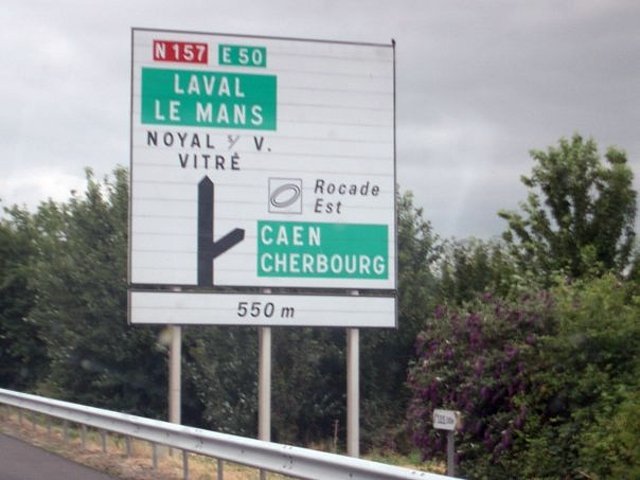 N 157 E 50
LAVAL
LE MANS
NOYAL S/ V.
VITRÉ
Rocade
Est
CAEN
CHERBOURG
550 m